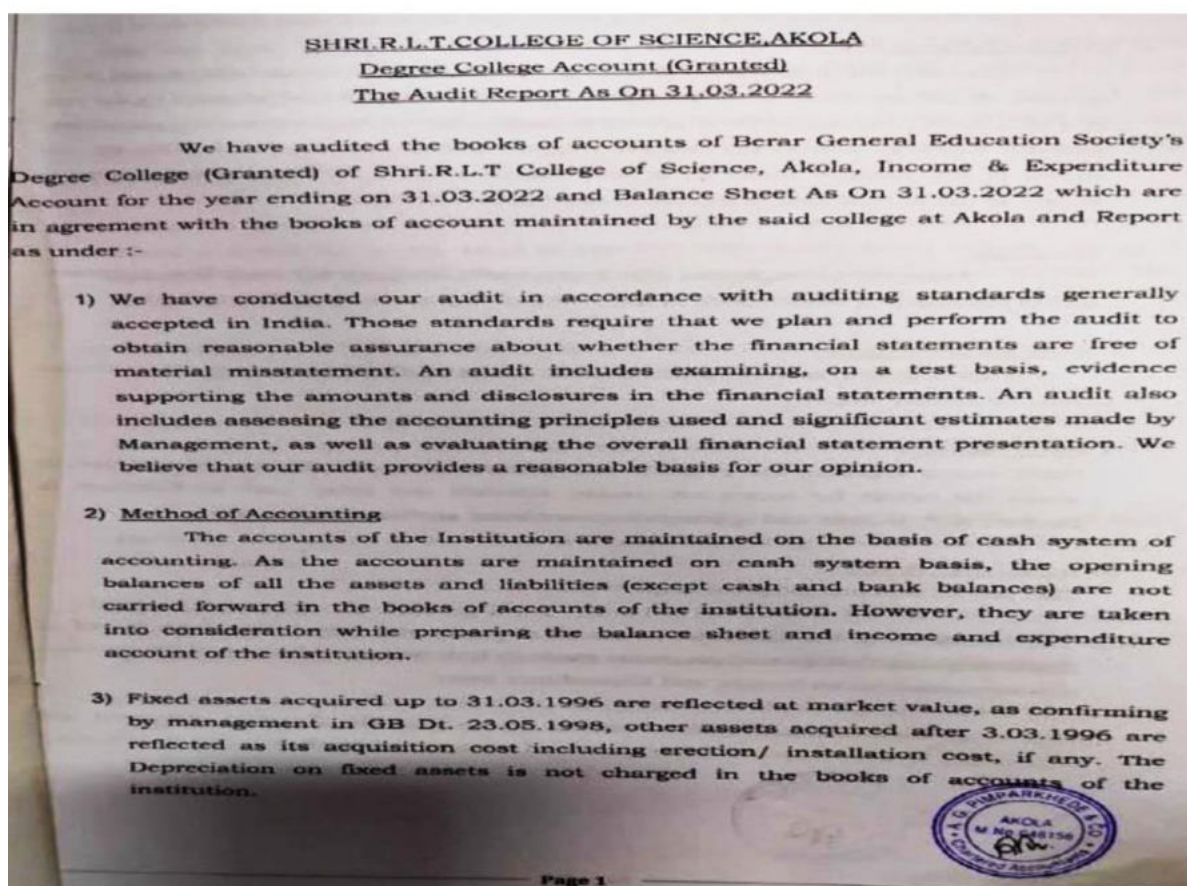 SHRI.R.L.T.COLLEGE OF SCIENCE,AKOLA
Degree College Account (Granted)
The Audit Report As On 31.03.2022
We have audited the books of accounts of Berar General Education Society's
Degree College (Granted) of Shri.R.L.T College of Science, Akola, Income & Expenditure
Account for the year ending on 31.03.2022 and Balance Sheet As On 31.03.2022 which are
in agreement with the books of account maintained by the said college at Akola and Report
as under :-
1) We have conducted our audit in accordance with auditing standards generally
accepted in India. Those standards require that we plan and perform the audit to
obtain reasonable assurance about whether the financial statements are free of
material misstatement. An audit includes examining, on a test basis, evidence
supporting the amounts and disclosures in the financial statements. An audit also
includes assessing the accounting principles used and significant estimates made by
Management, as well as evaluating the overall financial statement presentation. We
believe that our audit provides a reasonable basis for our opinion.
2) Method of Accounting
The accounts of the Institution are maintained on the basis of cash system of
accounting. As the accounts are maintained on cash system basis, the opening
balances of all the assets and liabilities (except cash and bank balances) are not
carried forward in the books of accounts of the institution. However, they are taken
into consideration while preparing the balance sheet and income and expenditure
account of the institution.
3) Fixed assets acquired up to 31.03.1996 are reflected at market value, as confirming
by management in GB Dt. 23.05.1998, other assets acquired after 3.03.1996 are
reflected as its acquisition cost including erection/ installation cost, if any. The
Depreciation on fixed assets is not charged in the books of accounts of the
institution.
A G PIMPARKHEDE & CO
AKOLA
M.No.
Chartered Accountants
Page 1